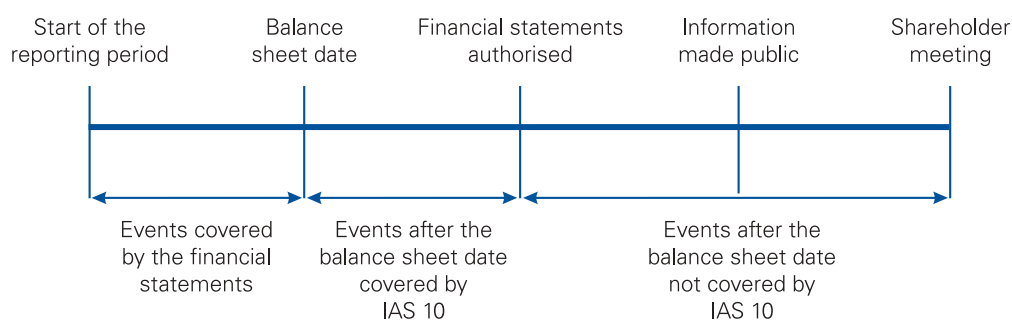 Start of the
reporting period
Balance
sheet date
Financial statements
authorised
Information
made public
Shareholder
meeting
Events covered
by the financial
statements
Events after the
balance sheet date
covered by
IAS 10
Events after the
balance sheet date
not covered by
IAS 10